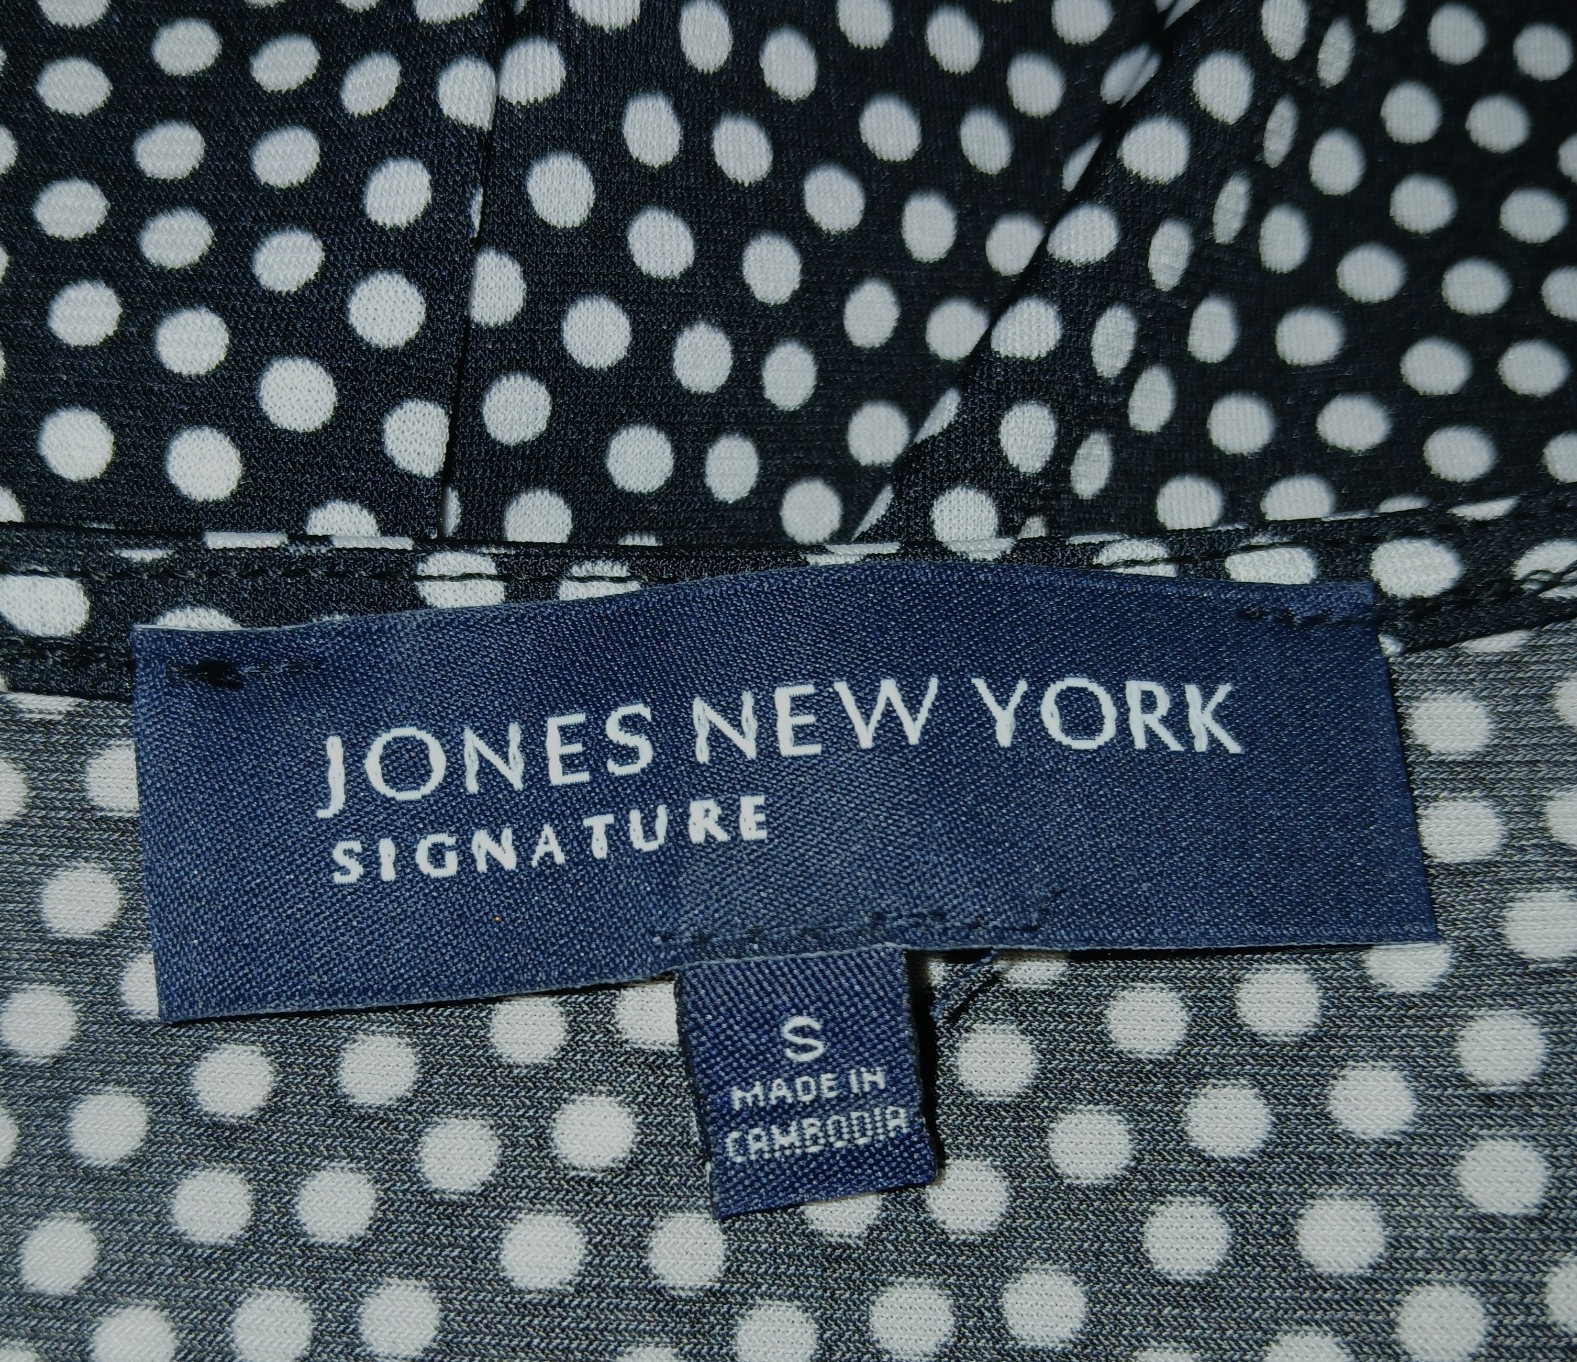 JONES NEW YORK
SIGNATURE
S
MADE IN
CAMBODIA